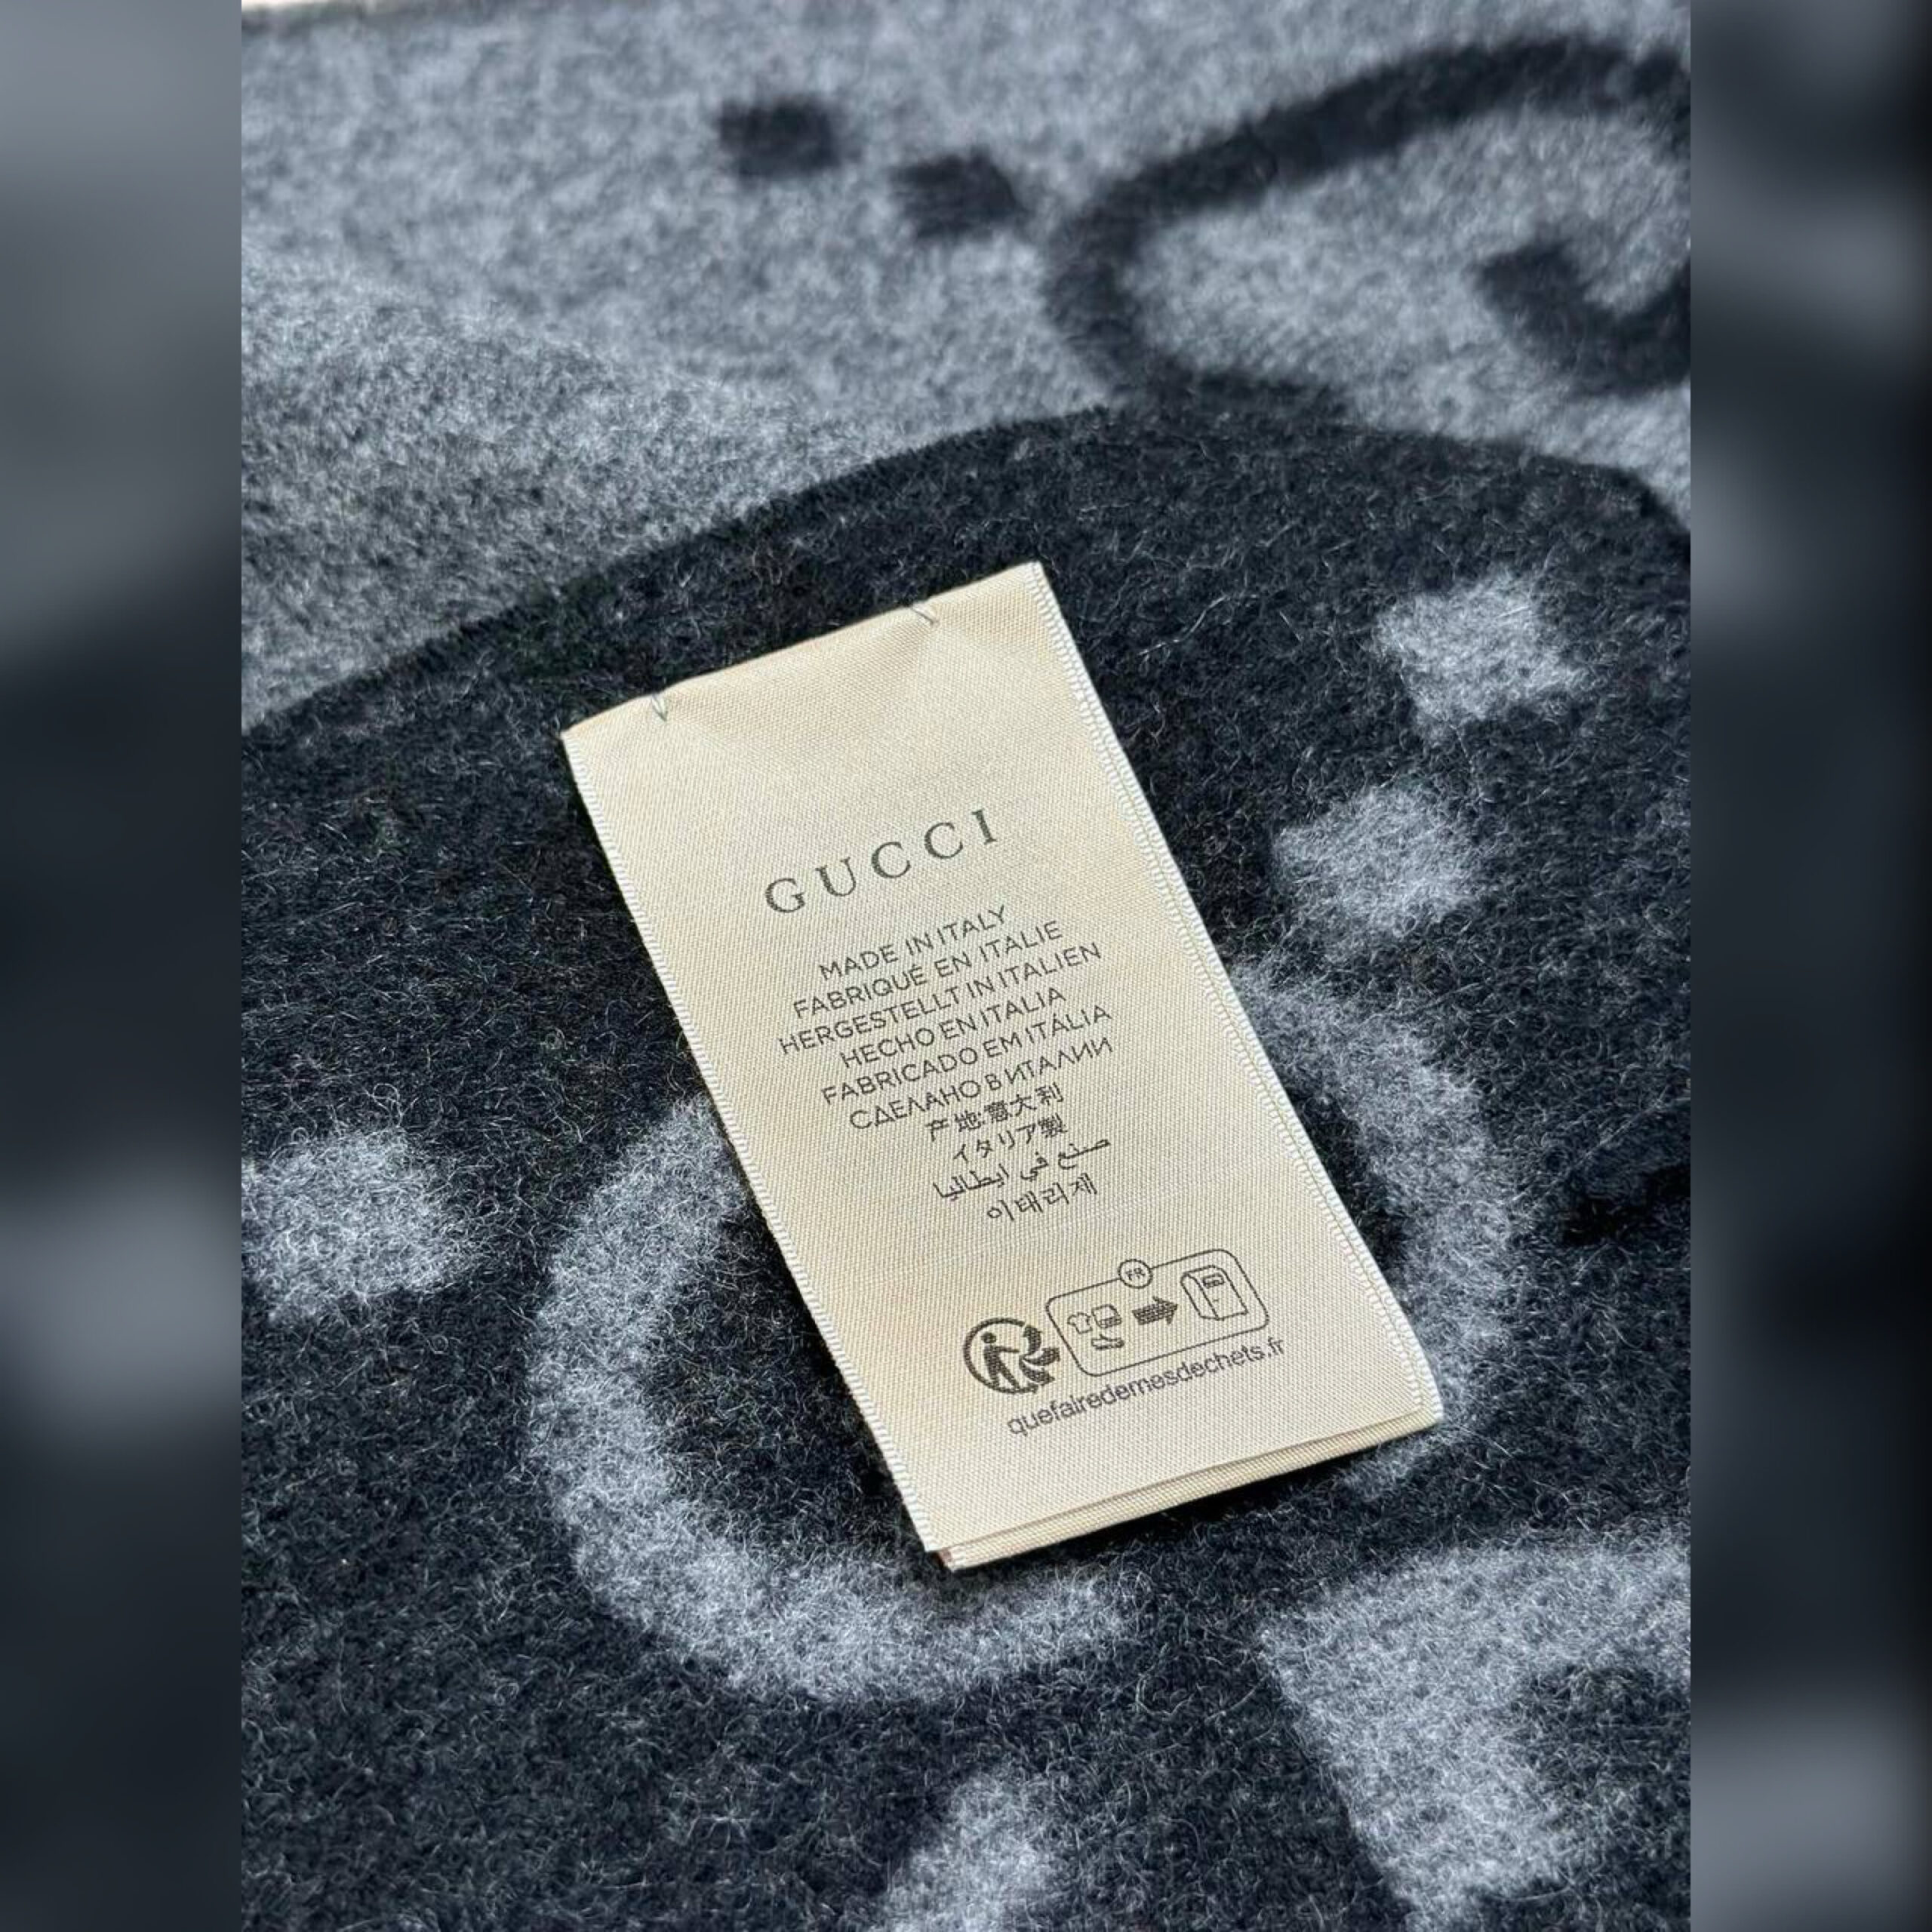 GUCCI
MADE IN ITALY
FABRIQUÉ EN ITALIE
HERGESTELLT IN ITALIEN
HECHO EN ITALIA
FABRICADO EM ITÁLIA
СДЕЛАНО В ИТАЛИИ
产地:意大利
イタリア製
صنع في ايطاليا
이태리제
FR
quefairedemesdechets.fr